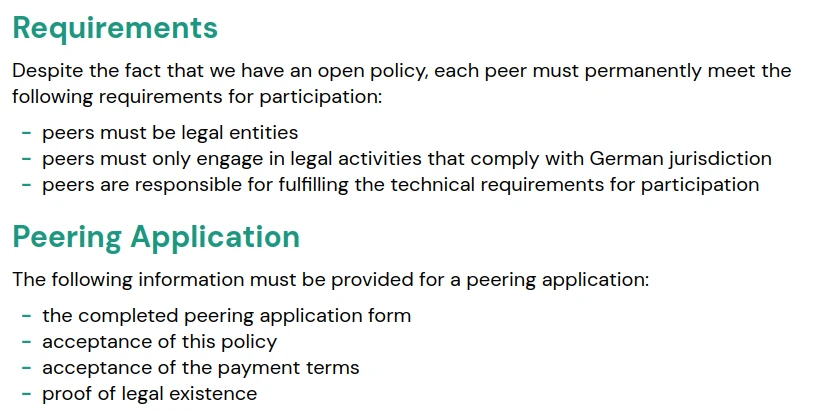 Requirements
Despite the fact that we have an open policy, each peer must permanently meet the
following requirements for participation:
- peers must be legal entities
- peers must only engage in legal activities that comply with German jurisdiction
- peers are responsible for fulfilling the technical requirements for participation
Peering Application
The following information must be provided for a peering application:
- the completed peering application form
- acceptance of this policy
- acceptance of the payment terms
- proof of legal existence